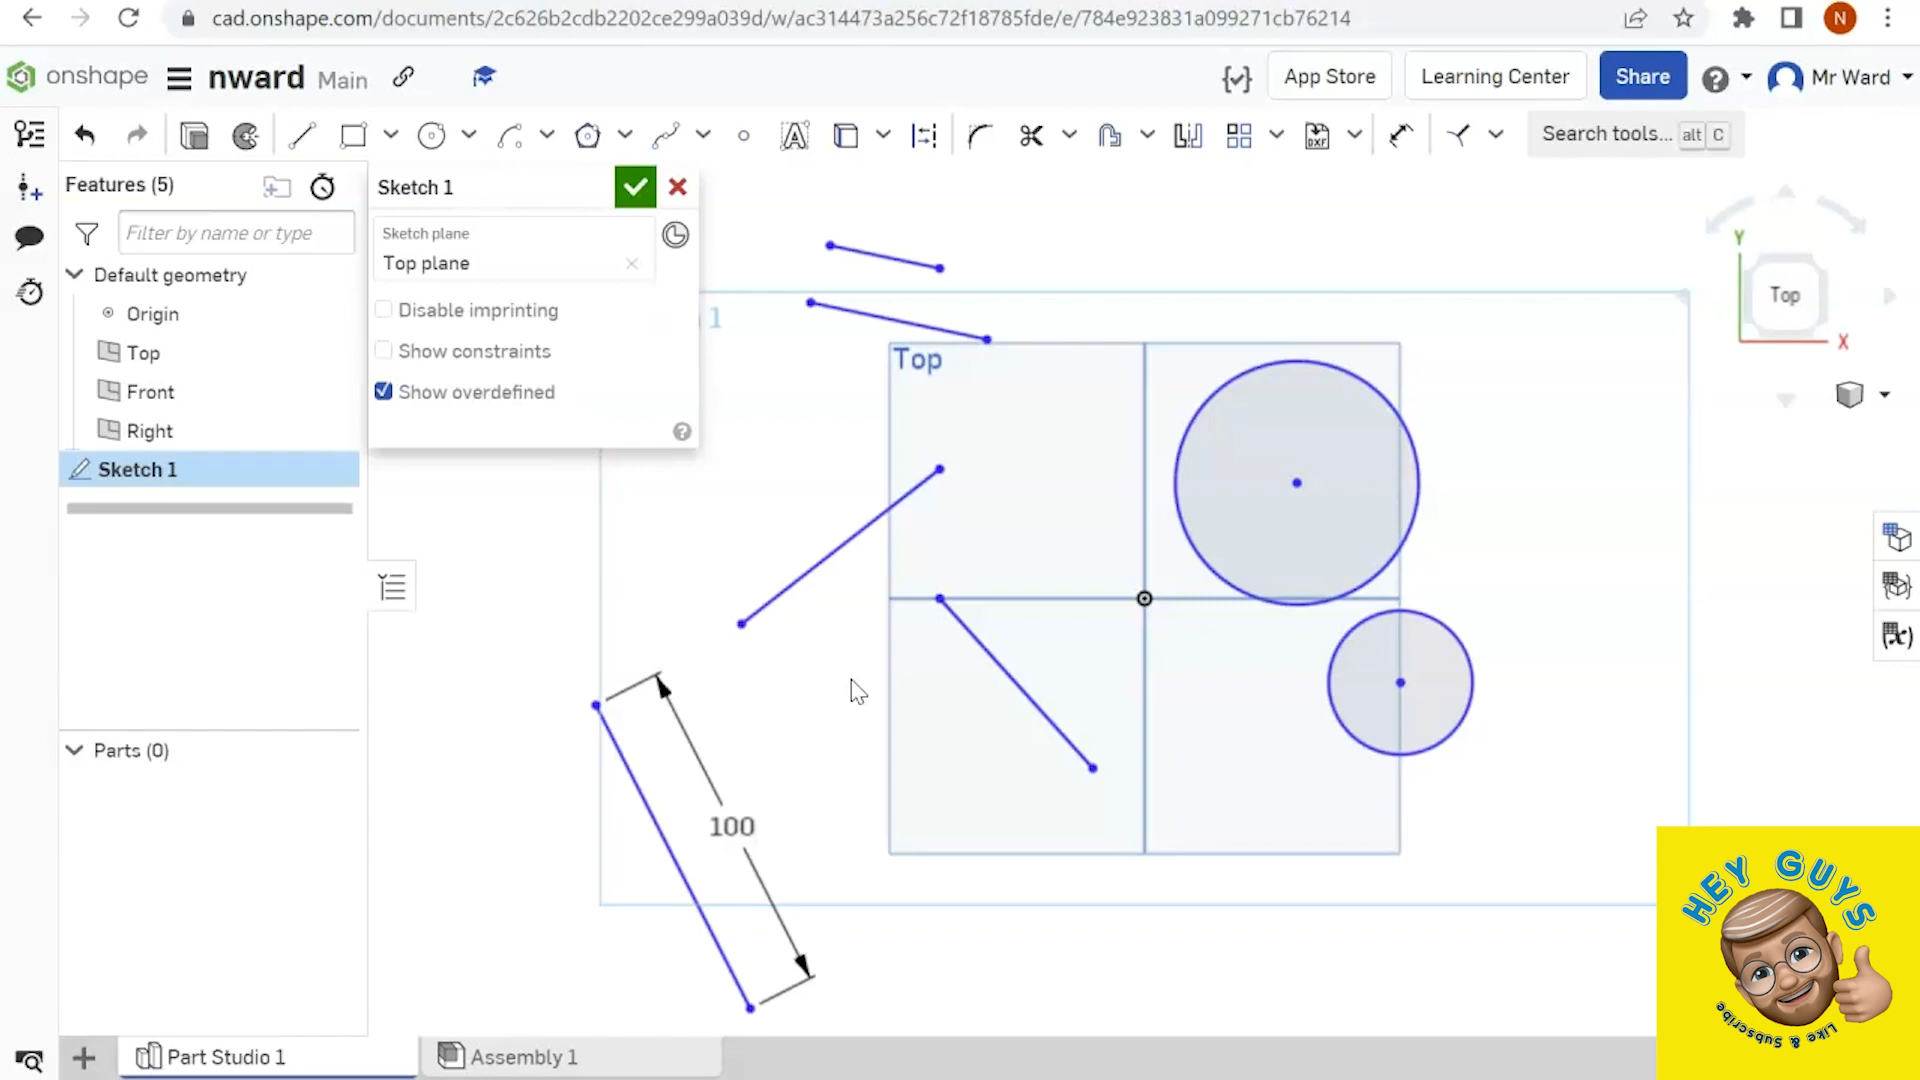 cad.onshape.com/documents/2c626b2cdb2202ce299a039d/w/ac314473a256c72f18785fde/e/784e923831a099271cb76214
N
onshape nward Main
App Store
Learning Center
Share
Mr Ward
DXF
Search tools... alt C
Features (5)
Filter by name or type
Default geometry
Origin
Top
Front
Right
Sketch 1
Parts (0)
Sketch 1
Sketch plane
Top plane
Disable imprinting
Show constraints
Show overdefined
1
Top
100
Y
Top
X
HEY GUYS
Like & Subscribe
Part Studio 1
Assembly 1